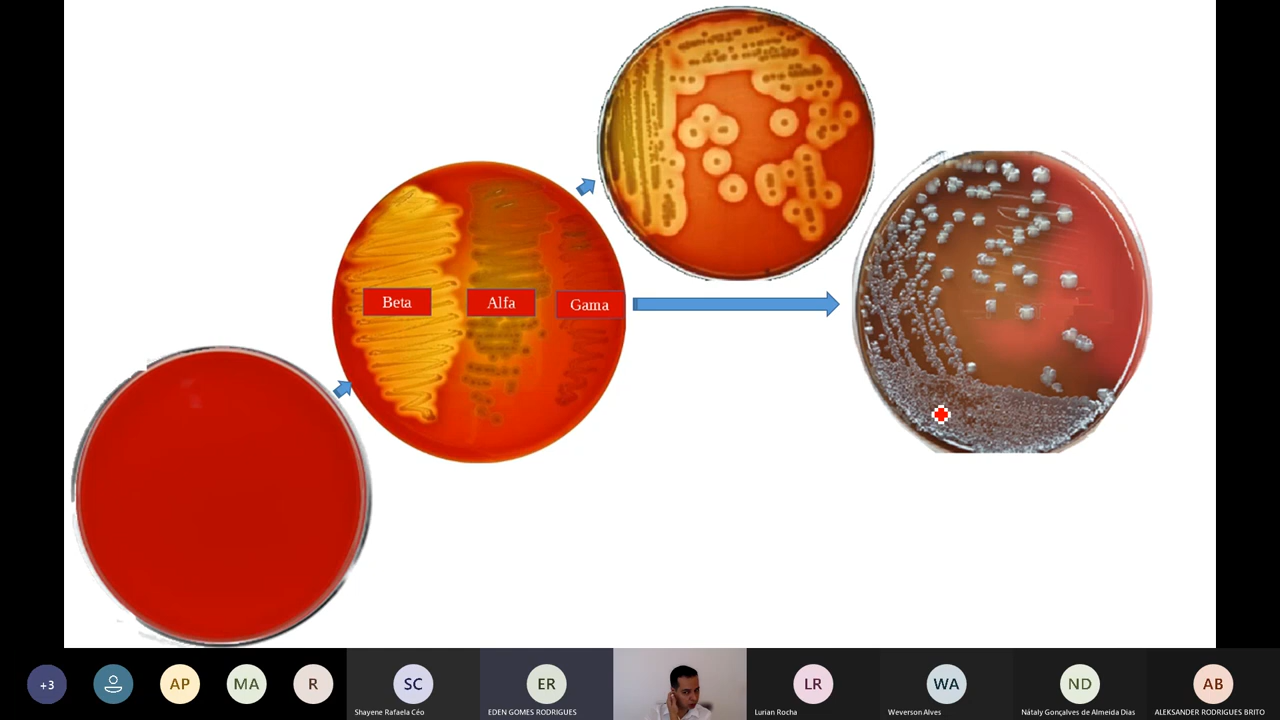 Beta
Alfa
Gama
+3
AP
MA
R
SC
Shayene Rafaela Céo
ER
EDEN GOMES RODRIGUES
LR
Lurian Rocha
WA
Weverson Alves
ND
Nátaly Gonçalves de Almeida Dias
AB
ALEKSANDER RODRIGUES BRITO